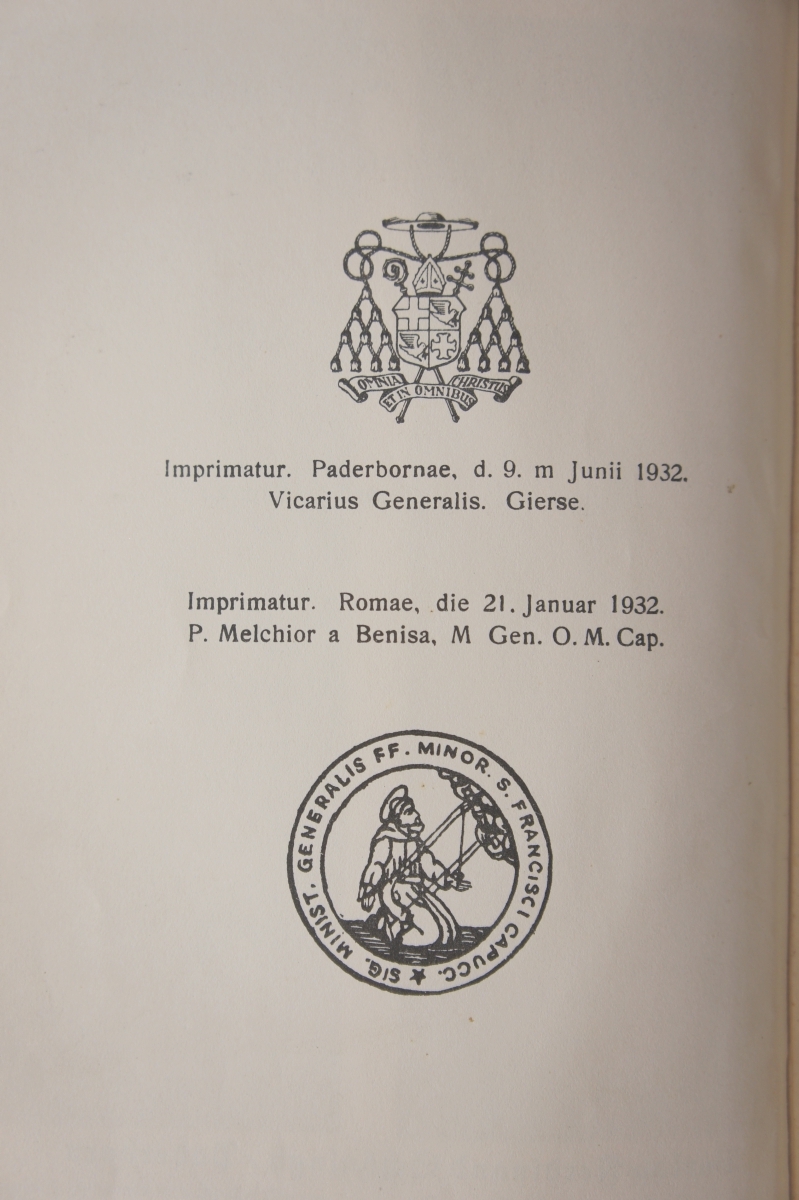 OMNIA ET IN OMNIBUS CHRISTUS
Imprimatur. Paderbornae, d. 9. m Junii 1932.
Vicarius Generalis. Gierse.
Imprimatur. Romae, die 21. Januar 1932.
P. Melchior a Benisa, M Gen. O. M. Cap.
SIG. MINIST. GENERALIS FF. MINOR. S. FRANCISCI CAPUCC.